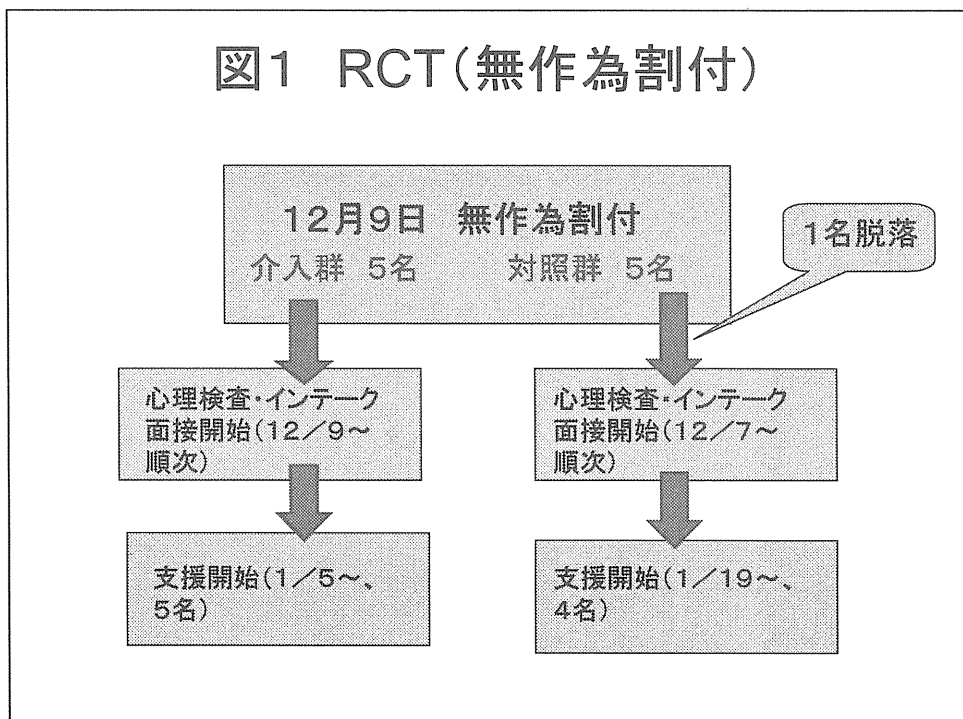 図1 RCT(無作為割付)
12月9日 無作為割付
介入群 5名 対照群 5名
1名脱落
心理検査・インテーク
面接開始(12/9~
順次)
心理検査・インテーク
面接開始(12/7~
順次)
支援開始(1/5~、
5名)
支援開始(1/19~、
4名)